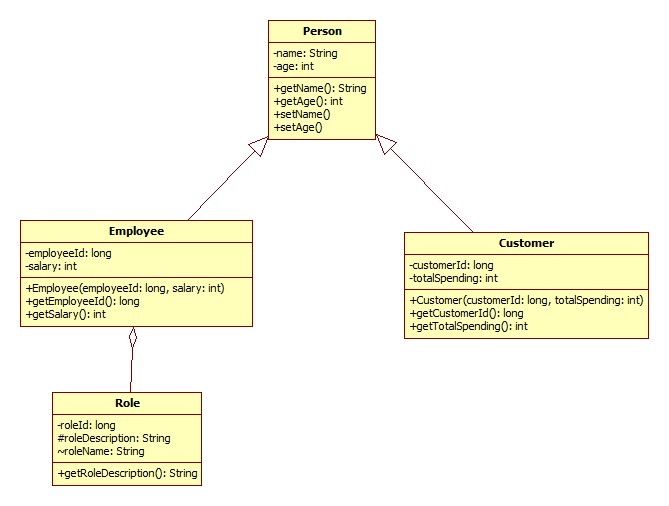 Person
-name: String
-age: int
+getName(): String
+getAge(): int
+setName()
+setAge()
Employee
-employeeId: long
-salary: int
+Employee(employeeId: long, salary: int)
+getEmployeeId(): long
+getSalary(): int
Customer
-customerId: long
-totalSpending: int
+Customer(customerId: long, totalSpending: int)
+getCustomerId(): long
+getTotalSpending(): int
Role
-roleId: long
#roleDescription: String
~roleName: String
+getRoleDescription(): String